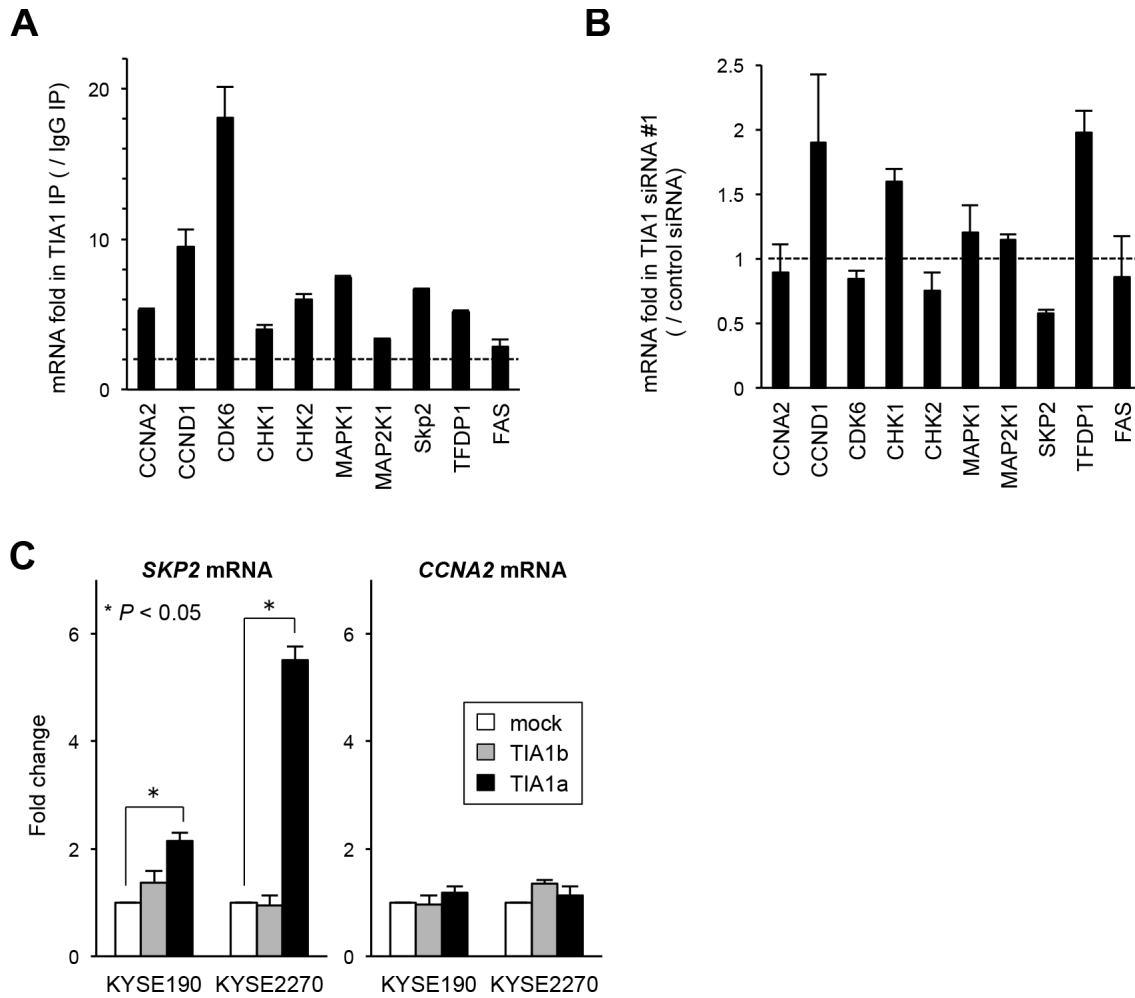 A
mRNA fold in TIA1 IP ( / IgG IP)
20
10
0
CCNA2
CCND1
CDK6
CHK1
CHK2
MAPK1
MAP2K1
Skp2
TFDP1
FAS
B
mRNA fold in TIA1 siRNA #1
( / control siRNA)
2.5
2
1.5
1
0.5
0
CCNA2
CCND1
CDK6
CHK1
CHK2
MAPK1
MAP2K1
SKP2
TFDP1
FAS
C
SKP2 mRNA
* P < 0.05
*
*
Fold change
6
4
2
0
KYSE190
KYSE2270
CCNA2 mRNA
6
4
2
0
mock
TIA1b
TIA1a
KYSE190
KYSE2270